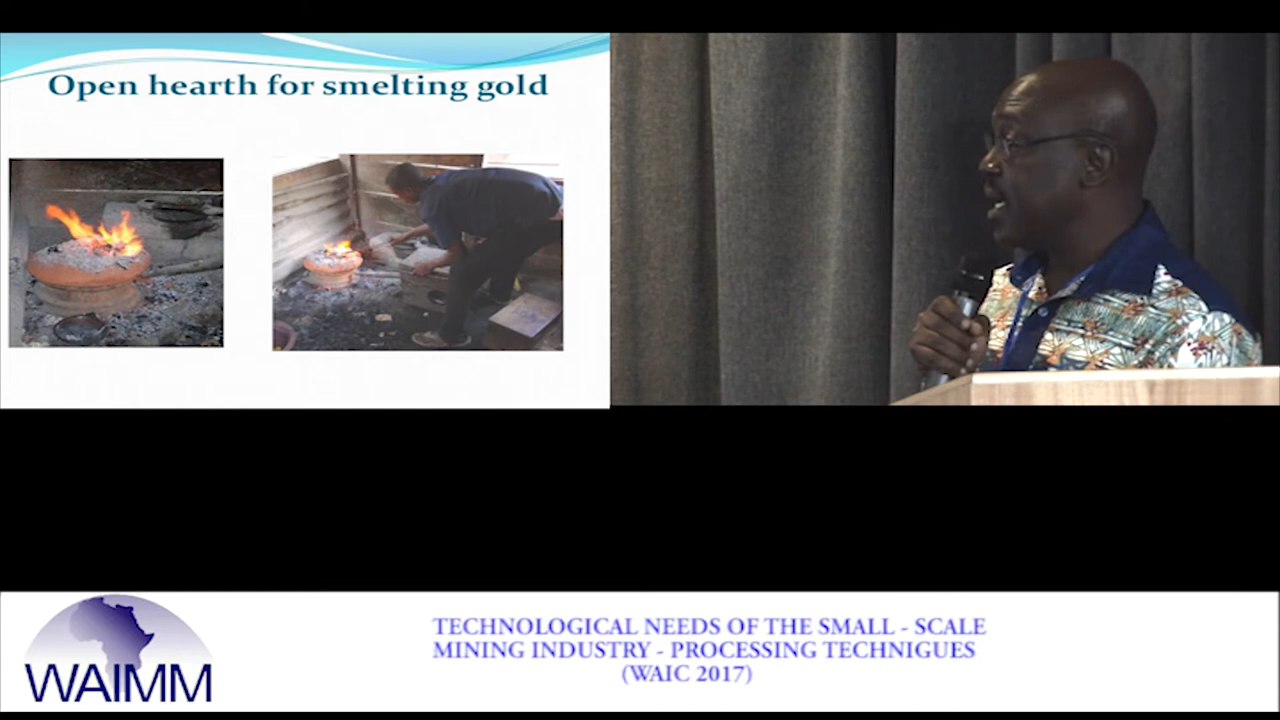 Open hearth for smelting gold
TECHNOLOGICAL NEEDS OF THE SMALL - SCALE
MINING INDUSTRY - PROCESSING TECHNIGUES
(WAIC 2017)
WAIMM